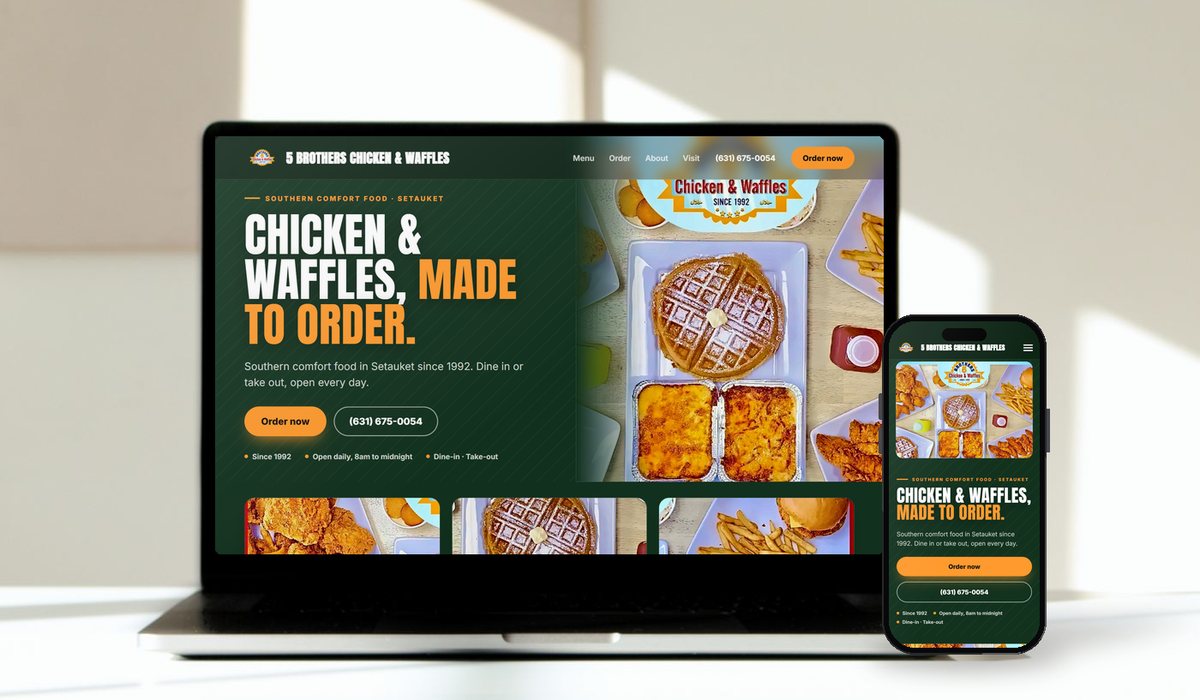 5 BROTHERS CHICKEN & WAFFLES
Menu Order About Visit (631) 675-0054 Order now
SOUTHERN COMFORT FOOD · SETAUKET
CHICKEN &
WAFFLES, MADE
TO ORDER.
Southern comfort food in Setauket since 1992. Dine in or
take out, open every day.
Order now (631) 675-0054
Since 1992 Open daily, 8am to midnight Dine-in · Take-out
Chicken & Waffles
SINCE 1992
5 BROTHERS CHICKEN & WAFFLES
Chicken & Waffles
SOUTHERN COMFORT FOOD · SETAUKET
CHICKEN & WAFFLES,
MADE TO ORDER.
Southern comfort food in Setauket since
1992. Dine in or take out, open every day.
Order now
(631) 675-0054
Since 1992 Open daily, 8am to midnight
Dine-in · Take-out